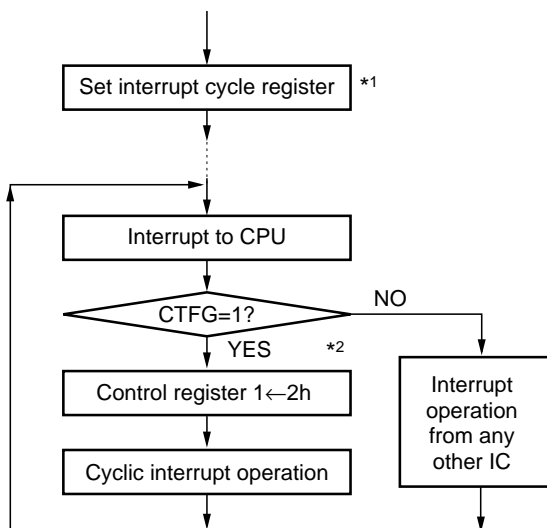 Set interrupt cycle register *1
Interrupt to CPU
CTFG=1?
NO
YES *2
Control register 1←2h
Interrupt
operation
from any
other IC
Cyclic interrupt operation